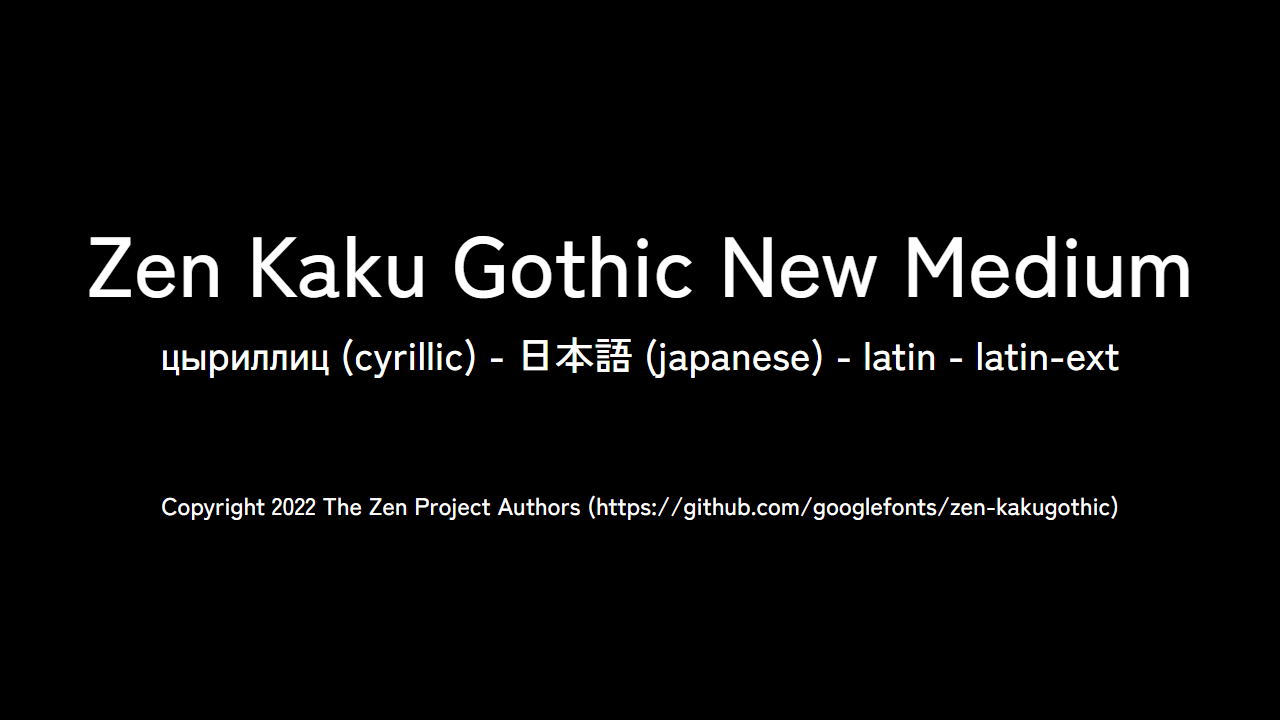 Zen Kaku Gothic New Medium
цыриллиц (cyrillic) - 日本語 (japanese) - latin - latin-ext
Copyright 2022 The Zen Project Authors (https://github.com/googlefonts/zen-kakugothic)